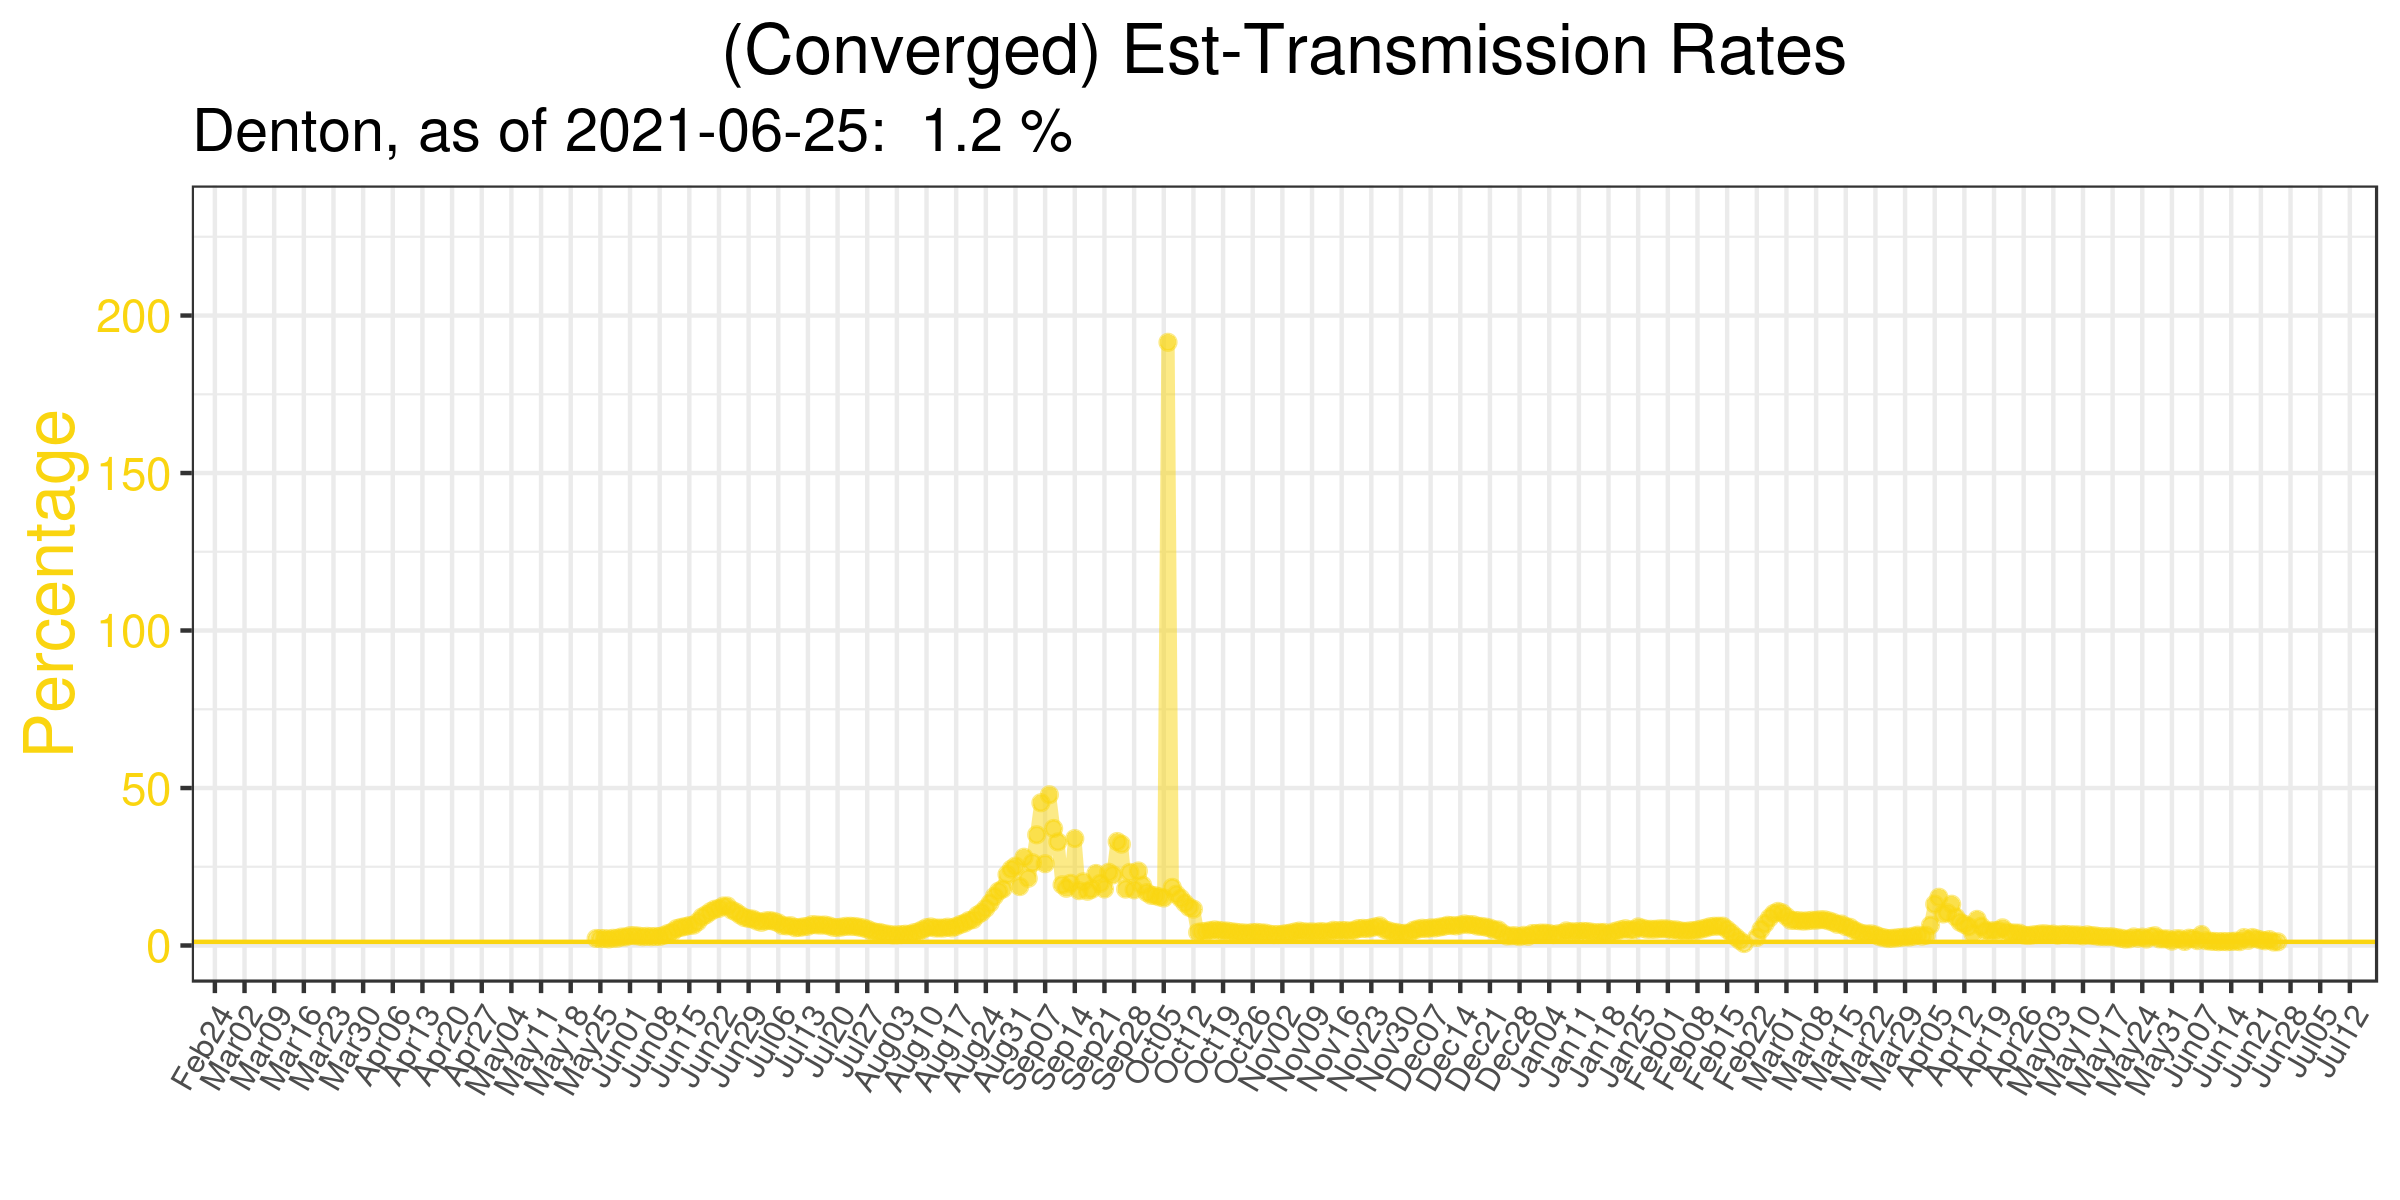 (Converged) Est-Transmission Rates
Denton, as of 2021-06-25: 1.2 %
Percentage
200
150
100
50
0
Feb24
Mar02
Mar09
Mar16
Mar23
Mar30
Apr06
Apr13
Apr20
Apr27
May04
May11
May18
May25
Jun01
Jun08
Jun15
Jun22
Jun29
Jul06
Jul13
Jul20
Jul27
Aug03
Aug10
Aug17
Aug24
Aug31
Sep07
Sep14
Sep21
Sep28
Oct05
Oct12
Oct19
Oct26
Nov02
Nov09
Nov16
Nov23
Nov30
Dec07
Dec14
Dec21
Dec28
Jan04
Jan11
Jan18
Jan25
Feb01
Feb08
Feb15
Feb22
Mar01
Mar08
Mar15
Mar22
Mar29
Apr05
Apr12
Apr19
Apr26
May03
May10
May17
May24
May31
Jun07
Jun14
Jun21
Jun28
Jul05
Jul12